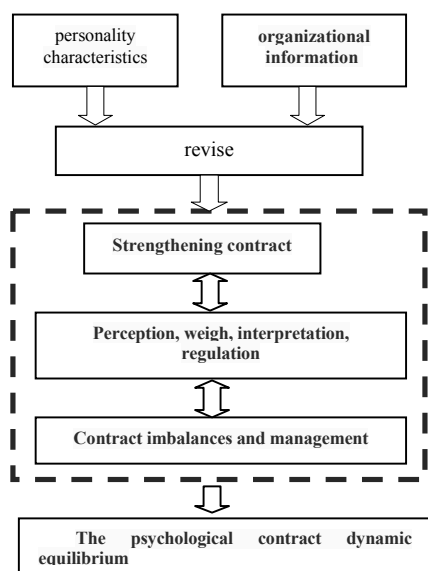 personality
characteristics
organizational
information
revise
Strengthening contract
Perception, weigh, interpretation,
regulation
Contract imbalances and management
The psychological contract dynamic
equilibrium